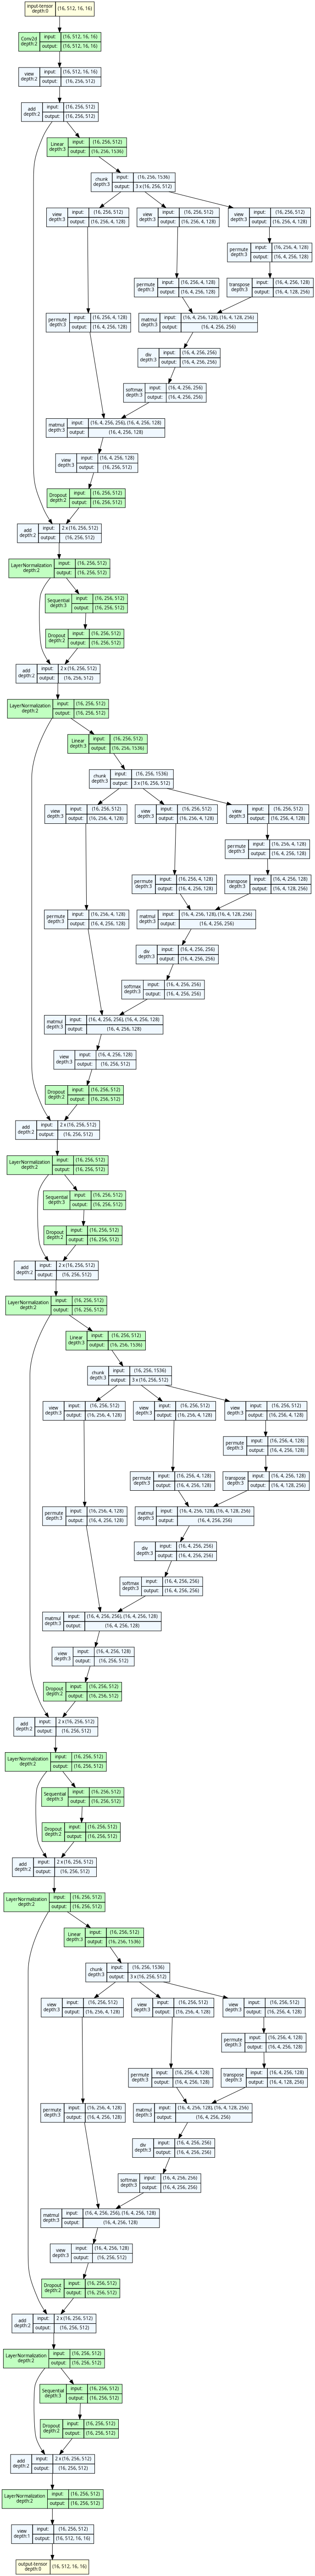 input-tensor
depth:0 (16, 512, 16, 16)
Conv2d input: (16, 512, 16, 16)
depth:2 output: (16, 512, 16, 16)
view input: (16, 512, 16, 16)
depth:2 output: (16, 256, 512)
add input: (16, 256, 512)
depth:2 output: (16, 256, 512)
Linear input: (16, 256, 512)
depth:3 output: (16, 256, 1536)
chunk input: (16, 256, 1536)
depth:3 output: 3 x (16, 256, 512)
view input: (16, 256, 512)
depth:3 output: (16, 256, 4, 128)
view input: (16, 256, 512)
depth:3 output: (16, 256, 4, 128)
view input: (16, 256, 512)
depth:3 output: (16, 256, 4, 128)
permute input: (16, 256, 4, 128)
depth:3 output: (16, 4, 256, 128)
permute input: (16, 256, 4, 128)
depth:3 output: (16, 4, 256, 128)
transpose input: (16, 4, 256, 128)
depth:3 output: (16, 4, 128, 256)
permute input: (16, 256, 4, 128)
depth:3 output: (16, 4, 256, 128)
matmul input: (16, 4, 256, 128), (16, 4, 128, 256)
depth:3 output: (16, 4, 256, 256)
div input: (16, 4, 256, 256)
depth:3 output: (16, 4, 256, 256)
softmax input: (16, 4, 256, 256)
depth:3 output: (16, 4, 256, 256)
matmul input: (16, 4, 256, 256), (16, 4, 256, 128)
depth:3 output: (16, 4, 256, 128)
view input: (16, 4, 256, 128)
depth:3 output: (16, 256, 512)
Dropout input: (16, 256, 512)
depth:2 output: (16, 256, 512)
add input: 2 x (16, 256, 512)
depth:2 output: (16, 256, 512)
LayerNormalization input: (16, 256, 512)
depth:2 output: (16, 256, 512)
Sequential input: (16, 256, 512)
depth:3 output: (16, 256, 512)
Dropout input: (16, 256, 512)
depth:2 output: (16, 256, 512)
add input: 2 x (16, 256, 512)
depth:2 output: (16, 256, 512)
LayerNormalization input: (16, 256, 512)
depth:2 output: (16, 256, 512)
Linear input: (16, 256, 512)
depth:3 output: (16, 256, 1536)
chunk input: (16, 256, 1536)
depth:3 output: 3 x (16, 256, 512)
view input: (16, 256, 512)
depth:3 output: (16, 256, 4, 128)
view input: (16, 256, 512)
depth:3 output: (16, 256, 4, 128)
view input: (16, 256, 512)
depth:3 output: (16, 256, 4, 128)
permute input: (16, 256, 4, 128)
depth:3 output: (16, 4, 256, 128)
permute input: (16, 256, 4, 128)
depth:3 output: (16, 4, 256, 128)
transpose input: (16, 4, 256, 128)
depth:3 output: (16, 4, 128, 256)
permute input: (16, 256, 4, 128)
depth:3 output: (16, 4, 256, 128)
matmul input: (16, 4, 256, 128), (16, 4, 128, 256)
depth:3 output: (16, 4, 256, 256)
div input: (16, 4, 256, 256)
depth:3 output: (16, 4, 256, 256)
softmax input: (16, 4, 256, 256)
depth:3 output: (16, 4, 256, 256)
matmul input: (16, 4, 256, 256), (16, 4, 256, 128)
depth:3 output: (16, 4, 256, 128)
view input: (16, 4, 256, 128)
depth:3 output: (16, 256, 512)
Dropout input: (16, 256, 512)
depth:2 output: (16, 256, 512)
add input: 2 x (16, 256, 512)
depth:2 output: (16, 256, 512)
LayerNormalization input: (16, 256, 512)
depth:2 output: (16, 256, 512)
Sequential input: (16, 256, 512)
depth:3 output: (16, 256, 512)
Dropout input: (16, 256, 512)
depth:2 output: (16, 256, 512)
add input: 2 x (16, 256, 512)
depth:2 output: (16, 256, 512)
LayerNormalization input: (16, 256, 512)
depth:2 output: (16, 256, 512)
Linear input: (16, 256, 512)
depth:3 output: (16, 256, 1536)
chunk input: (16, 256, 1536)
depth:3 output: 3 x (16, 256, 512)
view input: (16, 256, 512)
depth:3 output: (16, 256, 4, 128)
view input: (16, 256, 512)
depth:3 output: (16, 256, 4, 128)
view input: (16, 256, 512)
depth:3 output: (16, 256, 4, 128)
permute input: (16, 256, 4, 128)
depth:3 output: (16, 4, 256, 128)
permute input: (16, 256, 4, 128)
depth:3 output: (16, 4, 256, 128)
transpose input: (16, 4, 256, 128)
depth:3 output: (16, 4, 128, 256)
permute input: (16, 256, 4, 128)
depth:3 output: (16, 4, 256, 128)
matmul input: (16, 4, 256, 128), (16, 4, 128, 256)
depth:3 output: (16, 4, 256, 256)
div input: (16, 4, 256, 256)
depth:3 output: (16, 4, 256, 256)
softmax input: (16, 4, 256, 256)
depth:3 output: (16, 4, 256, 256)
matmul input: (16, 4, 256, 256), (16, 4, 256, 128)
depth:3 output: (16, 4, 256, 128)
view input: (16, 4, 256, 128)
depth:3 output: (16, 256, 512)
Dropout input: (16, 256, 512)
depth:2 output: (16, 256, 512)
add input: 2 x (16, 256, 512)
depth:2 output: (16, 256, 512)
LayerNormalization input: (16, 256, 512)
depth:2 output: (16, 256, 512)
Sequential input: (16, 256, 512)
depth:3 output: (16, 256, 512)
Dropout input: (16, 256, 512)
depth:2 output: (16, 256, 512)
add input: 2 x (16, 256, 512)
depth:2 output: (16, 256, 512)
LayerNormalization input: (16, 256, 512)
depth:2 output: (16, 256, 512)
Linear input: (16, 256, 512)
depth:3 output: (16, 256, 1536)
chunk input: (16, 256, 1536)
depth:3 output: 3 x (16, 256, 512)
view input: (16, 256, 512)
depth:3 output: (16, 256, 4, 128)
view input: (16, 256, 512)
depth:3 output: (16, 256, 4, 128)
view input: (16, 256, 512)
depth:3 output: (16, 256, 4, 128)
permute input: (16, 256, 4, 128)
depth:3 output: (16, 4, 256, 128)
permute input: (16, 256, 4, 128)
depth:3 output: (16, 4, 256, 128)
transpose input: (16, 4, 256, 128)
depth:3 output: (16, 4, 128, 256)
permute input: (16, 256, 4, 128)
depth:3 output: (16, 4, 256, 128)
matmul input: (16, 4, 256, 128), (16, 4, 128, 256)
depth:3 output: (16, 4, 256, 256)
div input: (16, 4, 256, 256)
depth:3 output: (16, 4, 256, 256)
softmax input: (16, 4, 256, 256)
depth:3 output: (16, 4, 256, 256)
matmul input: (16, 4, 256, 256), (16, 4, 256, 128)
depth:3 output: (16, 4, 256, 128)
view input: (16, 4, 256, 128)
depth:3 output: (16, 256, 512)
Dropout input: (16, 256, 512)
depth:2 output: (16, 256, 512)
add input: 2 x (16, 256, 512)
depth:2 output: (16, 256, 512)
LayerNormalization input: (16, 256, 512)
depth:2 output: (16, 256, 512)
Sequential input: (16, 256, 512)
depth:3 output: (16, 256, 512)
Dropout input: (16, 256, 512)
depth:2 output: (16, 256, 512)
add input: 2 x (16, 256, 512)
depth:2 output: (16, 256, 512)
LayerNormalization input: (16, 256, 512)
depth:2 output: (16, 256, 512)
view input: (16, 256, 512)
depth:1 output: (16, 512, 16, 16)
output-tensor
depth:0 (16, 512, 16, 16)